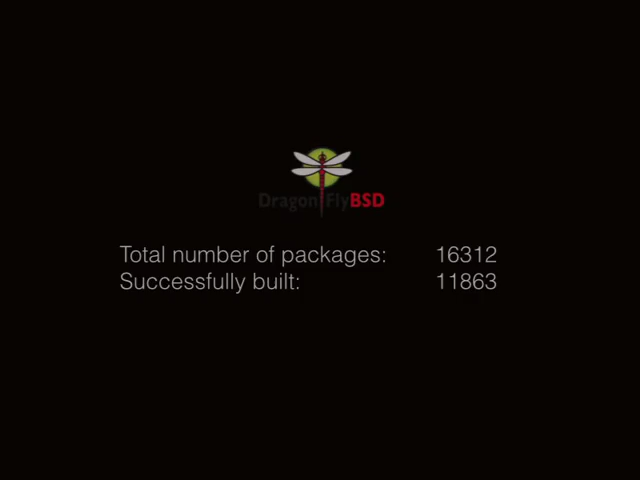 DragonFlyBSD
Total number of packages: 16312
Successfully built: 11863